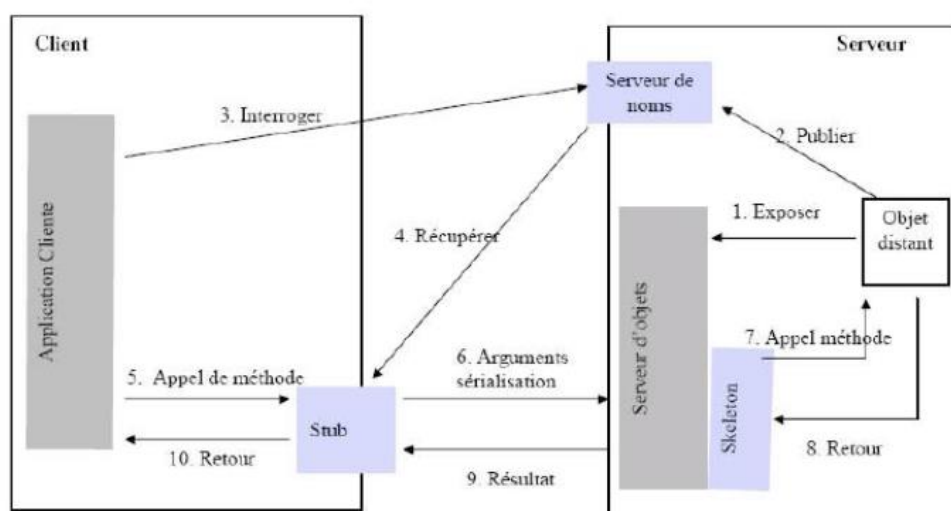 Client
Serveur
Serveur de
noms
3. Interroger
2. Publier
1. Exposer
Objet
distant
4. Récupérer
Application Cliente
Serveur d'objets
7. Appel méthode
6. Arguments
sérialisation
5. Appel de méthode
Stub
Skeleton
10. Retour
9. Résultat
8. Retour